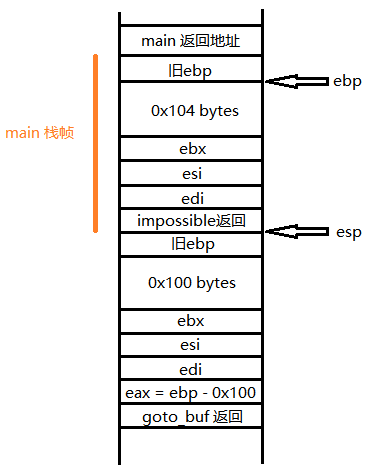 main 返回地址
旧ebp
ebp
0x104 bytes
main 栈帧
ebx
esi
edi
impossible返回
esp
旧ebp
0x100 bytes
ebx
esi
edi
eax = ebp - 0x100
goto_buf 返回